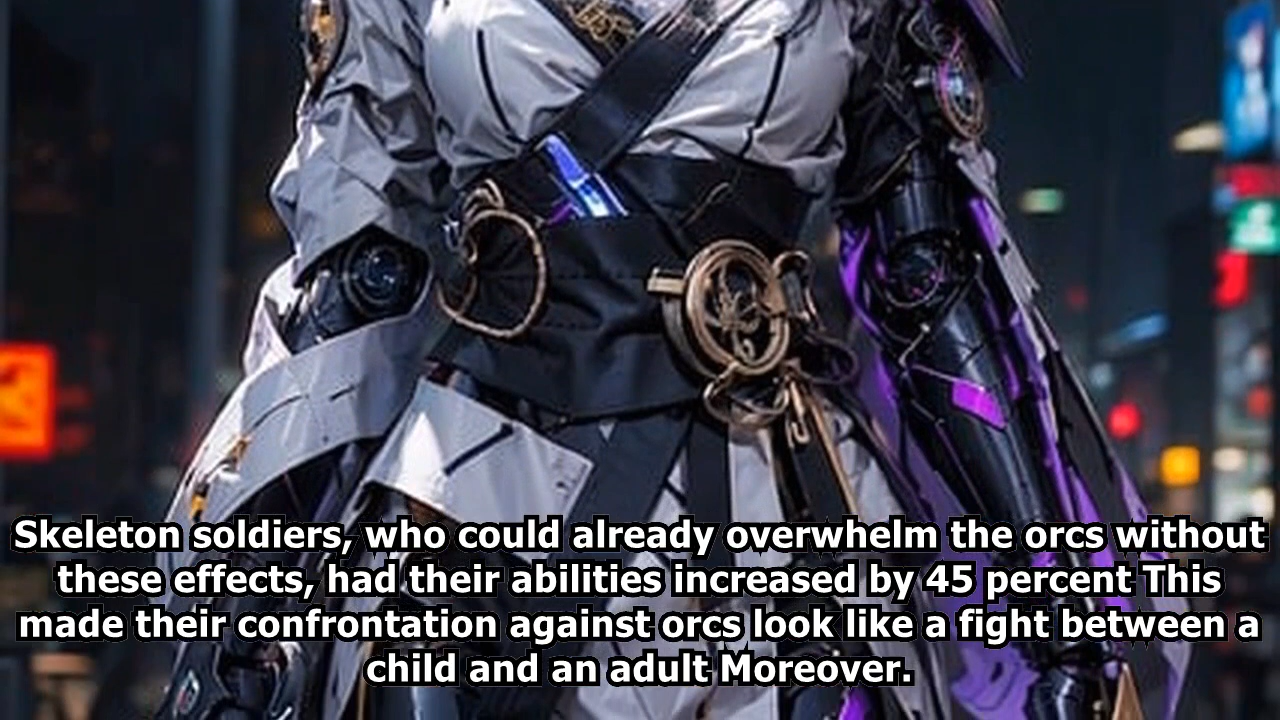 Skeleton soldiers, who could already overwhelm the orcs without
these effects, had their abilities increased by 45 percent This
made their confrontation against orcs look like a fight between a
child and an adult Moreover.